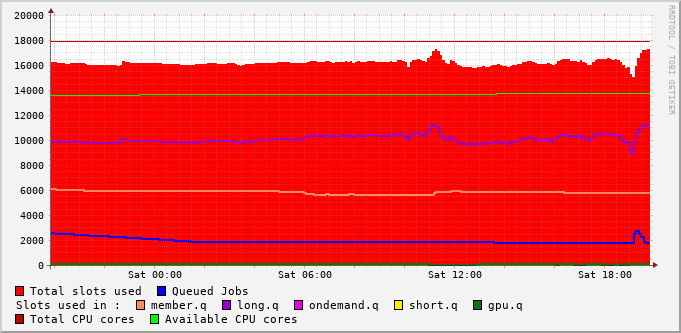 20000
18000
16000
14000
12000
10000
8000
6000
4000
2000
0
Sat 00:00 Sat 06:00 Sat 12:00 Sat 18:00
RRDTOOL / TOBI OETIKER
Total slots used Queued Jobs
Slots used in : member.q long.q ondemand.q short.q gpu.q
Total CPU cores Available CPU cores